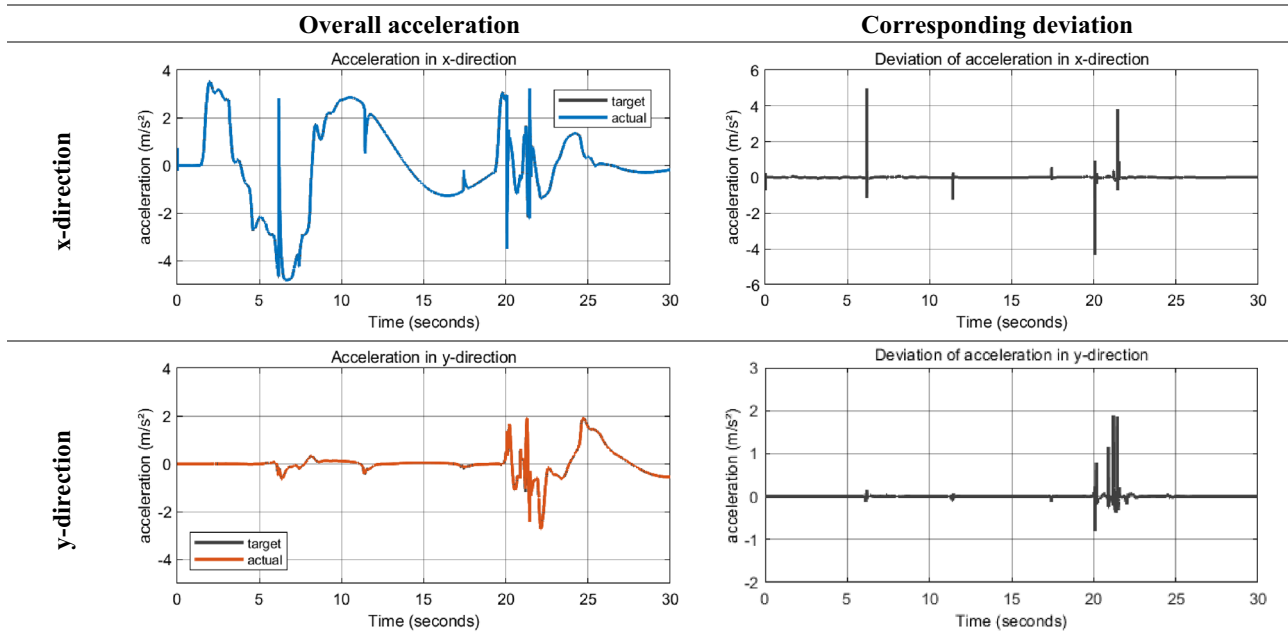 Overall acceleration
Corresponding deviation
x-direction
Acceleration in x-direction
acceleration (m/s²)
4
2
0
-2
-4
target
actual
0
5
10
15
20
25
30
Time (seconds)
Deviation of acceleration in x-direction
acceleration (m/s²)
6
4
2
0
-2
-4
-6
0
5
10
15
20
25
30
Time (seconds)
y-direction
Acceleration in y-direction
acceleration (m/s²)
4
2
0
-2
-4
target
actual
0
5
10
15
20
25
30
Time (seconds)
Deviation of acceleration in y-direction
acceleration (m/s²)
3
2
1
0
-1
-2
0
5
10
15
20
25
30
Time (seconds)